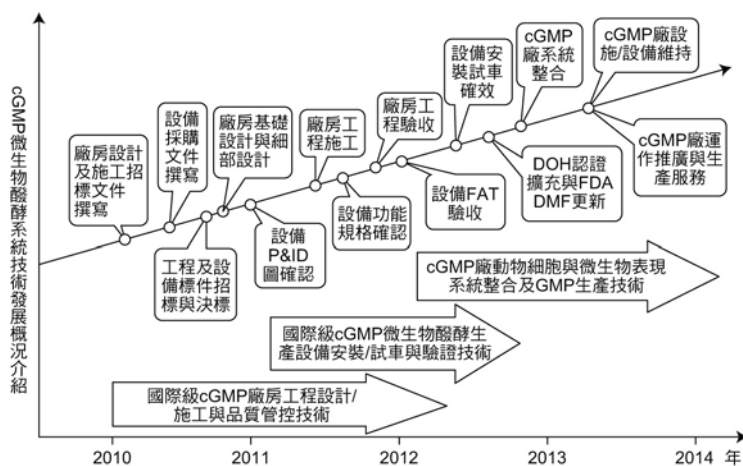 cGMP微生物醱酵系統技術發展概況介紹
廠房設計
及施工招
標文件
撰寫
設備
採購
文件
撰寫
工程及設
備標件招
標與決標
廠房基礎
設計與細
部設計
設備
P&ID
圖確認
廠房工
程施工
設備功能
規格確認
廠房工
程驗收
設備FAT
驗收
設備安
裝試車
確效
DOH認證
擴充與FDA
DMF更新
cGMP
廠系統
整合
cGMP廠設
施/設備維持
cGMP廠運
作推廣與生
產服務
cGMP廠動物細胞與微生物表現
系統整合及GMP生產技術
國際級cGMP微生物醱酵生
產設備安裝/試車與驗證技術
國際級cGMP廠房工程設計/
施工與品質管控技術
2010 2011 2012 2013 2014 年